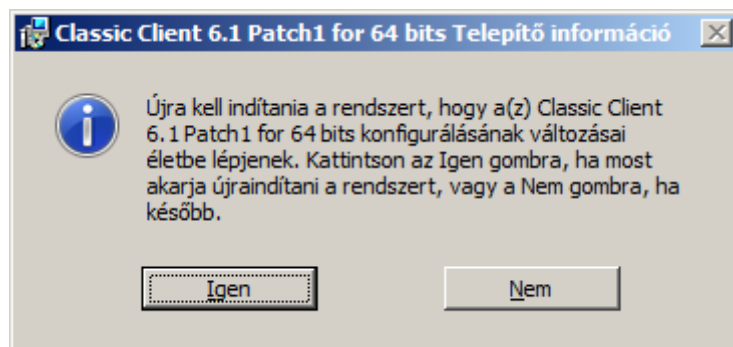 Classic Client 6.1 Patch1 for 64 bits Telepítő információ
Újra kell indítania a rendszert, hogy a(z) Classic Client
6.1 Patch1 for 64 bits konfigurálásának változásai
életbe lépjenek. Kattintson az Igen gombra, ha most
akarja újraindítani a rendszert, vagy a Nem gombra, ha
később.
Igen
Nem